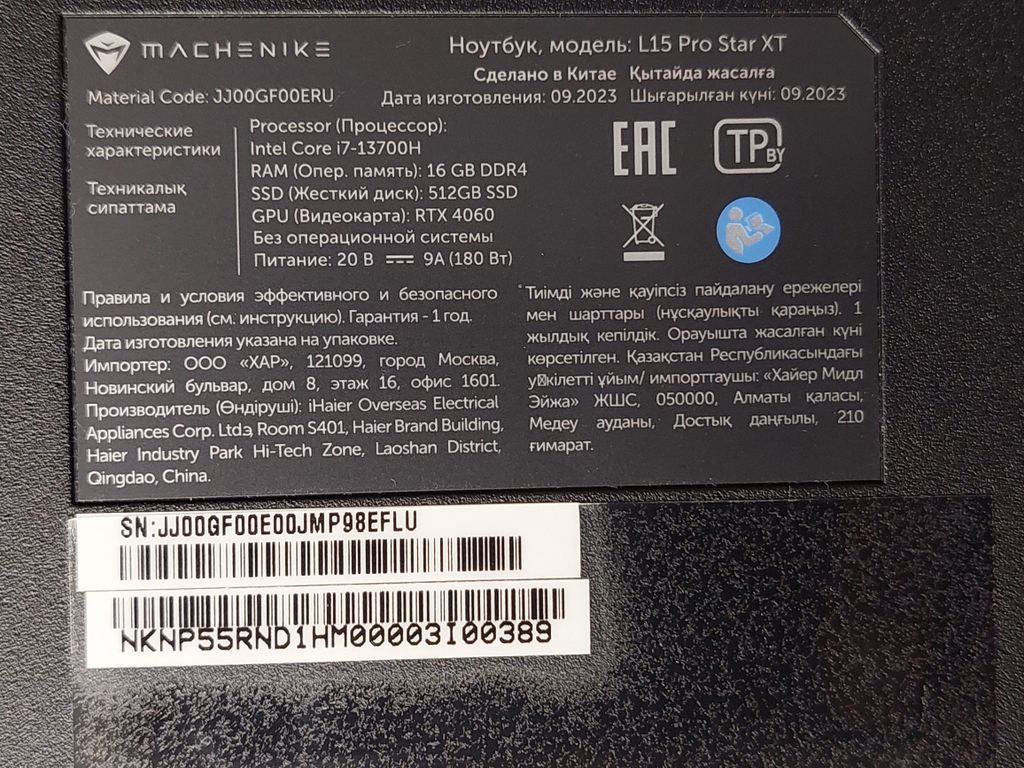 MACHENIKE
Ноутбук, модель: L15 Pro Star XT
Сделано в Китае Қытайда жасалға
Material Code: JJ00GF00ERU
Дата изготовления: 09.2023 Шығарылған күні: 09.2023
Технические
характеристики
Техникалық
сипаттама
Processor (Процессор):
Intel Core i7-13700H
RAM (Опер. память): 16 GB DDR4
SSD (Жесткий диск): 512GB SSD
GPU (Видеокарта): RTX 4060
Без операционной системы
Питание: 20 В 9А (180 Вт)
EAC
TP BY
Правила и условия эффективного и безопасного
использования (см. инструкцию). Гарантия - 1 год.
Дата изготовления указана на упаковке.
Импортер: ООО «ХАР», 121099, город Москва,
Новинский бульвар, дом 8, этаж 16, офис 1601.
Производитель (Өндіруші): iHaier Overseas Electrical
Appliances Corp. Ltdз Room S401, Haier Brand Building,
Haier Industry Park Hi-Tech Zone, Laoshan District,
Qingdao, China.
Тиімді және қауіпсіз пайдалану ережелері
мен шарттары (нұсқаулықты қараңыз). 1
жылдық кепілдік. Орауышта жасалған күні
көрсетілген. Қазақстан Республикасындағы
ұйым/ импорттаушы: «Хайер Мидл
Эйжа» ЖШС, 050000, Алматы қаласы,
Медеу ауданы, Достық даңғылы, 210
ғимарат.
SN:JJ00GF00E00JMP98EFLU
NKNP55RND1HM00003I00389